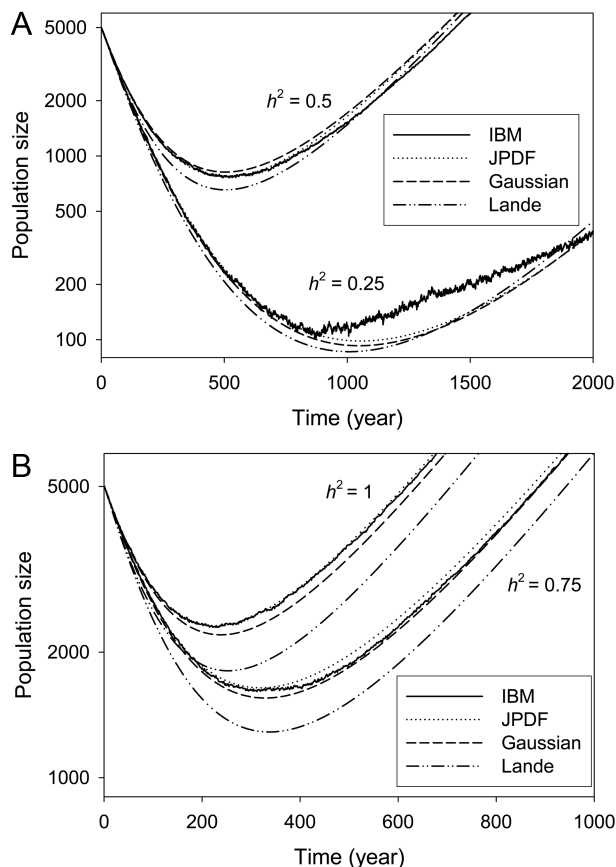 A
5000
2000
1000
500
200
100
Population size
h² = 0.5
h² = 0.25
IBM
JPDF
Gaussian
Lande
0 500 1000 1500 2000
Time (year)
B
5000
2000
1000
Population size
h² = 1
h² = 0.75
IBM
JPDF
Gaussian
Lande
0 200 400 600 800 1000
Time (year)